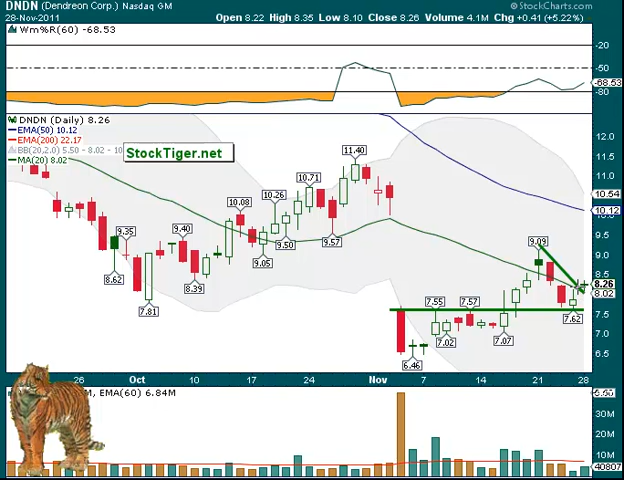 DNDN (Dendreon Corp.) Nasdaq GM
© StockCharts.com
28-Nov-2011
Open 8.22 High 8.35 Low 8.10 Close 8.26 Volume 4.1M Chg +0.41 (+5.22%)
Wm%R(60) -68.53
-20
-50
-68.53
-80
DNDN (Daily) 8.26
EMA(50) 10.12
EMA(200) 22.17
BB(20,2.0) 5.50 - 8.02 - 10
MA(20) 8.02
StockTiger.net
12.0
11.5
11.0
10.54
10.12
9.5
9.0
8.5
8.26
8.02
7.5
7.0
6.5
9.35
8.62
7.81
9.40
8.39
10.08
9.05
10.26
9.50
10.71
9.57
11.40
6.46
7.55
7.02
7.57
7.07
9.09
7.62
26 Oct 10 17 24 Nov 7 14 21 28
M, EMA(60) 6.84M
30M
20M
10M
40807